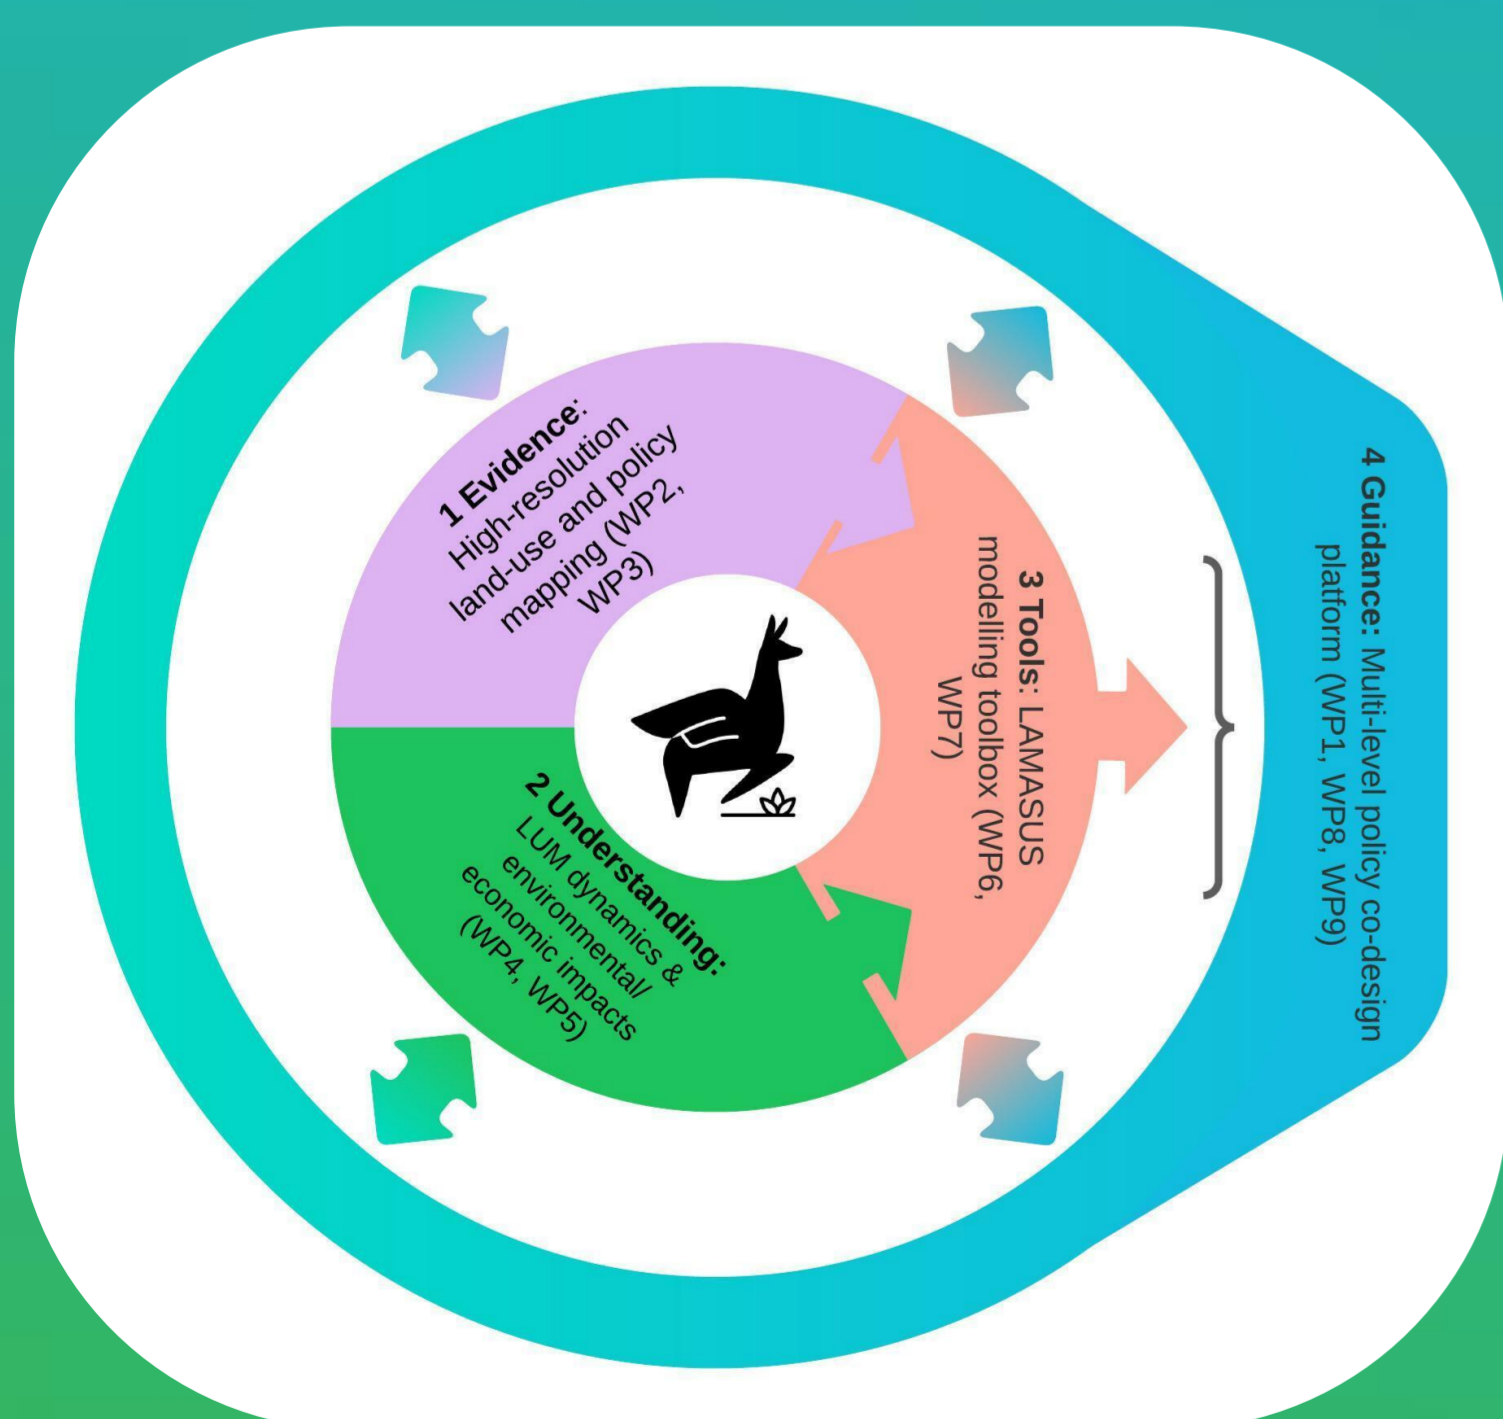 1 Evidence:
High-resolution
land-use and policy
mapping (WP2,
WP3)
2 Understanding:
LUM dynamics &
environmental/
economic impacts
(WP4, WP5)
3 Tools: LAMASUS
modelling toolbox (WP6,
WP7)
4 Guidance: Multi-level policy co-design
platform (WP1, WP8, WP9)